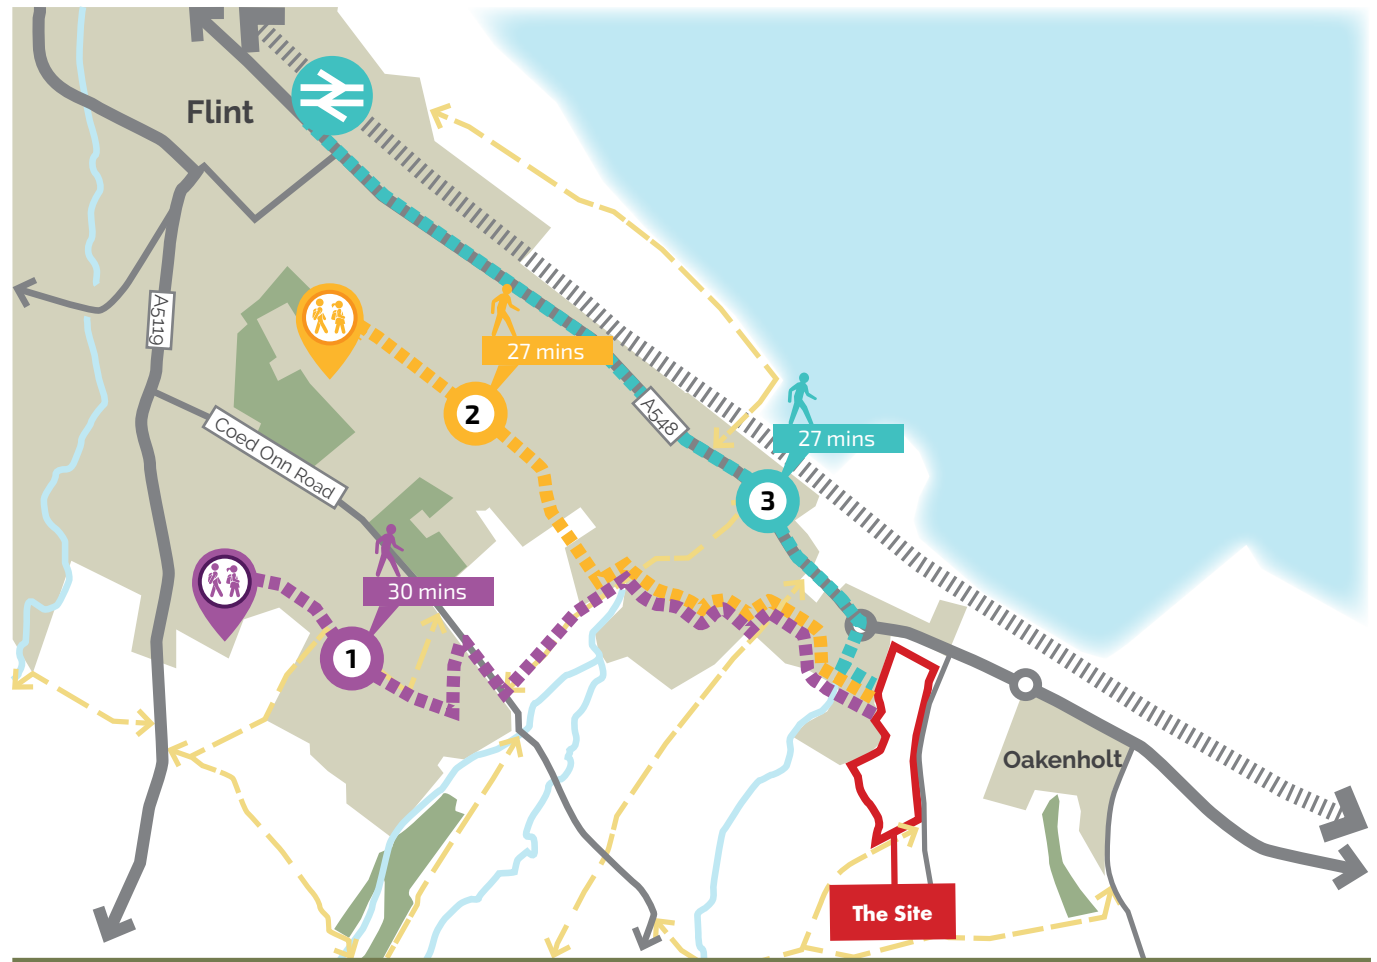 Flint
A5119
27 mins
2
A548
27 mins
Coed Onn Road
3
30 mins
1
Oakenholt
The Site